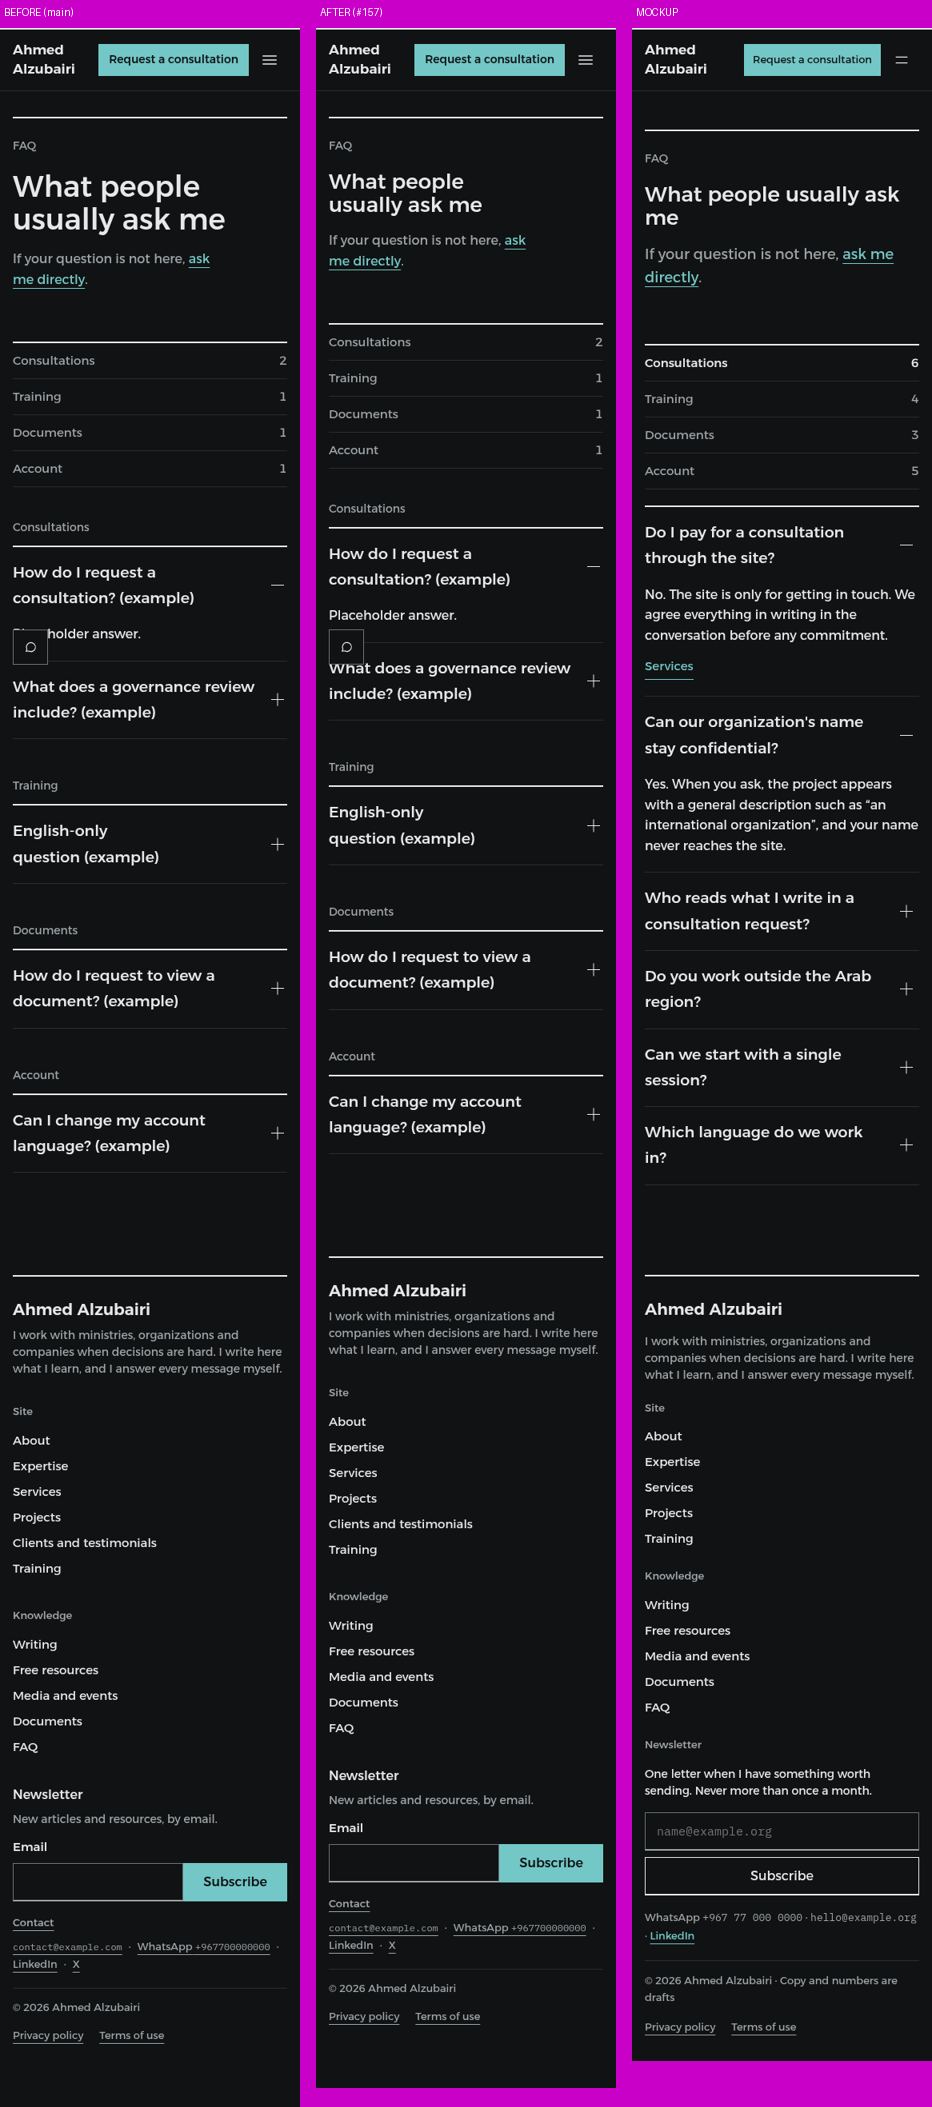 BEFORE (main)
Ahmed
Alzubairi
Request a consultation
FAQ
What people
usually ask me
If your question is not here, ask
me directly.
Consultations 2
Training 1
Documents 1
Account 1
Consultations
How do I request a
consultation? (example)
holder answer.
What does a governance review
include? (example)
Training
English-only
question (example)
Documents
How do I request to view a
document? (example)
Account
Can I change my account
language? (example)
Ahmed Alzubairi
I work with ministries, organizations and
companies when decisions are hard. I write here
what I learn, and I answer every message myself.
Site
About
Expertise
Services
Projects
Clients and testimonials
Training
Knowledge
Writing
Free resources
Media and events
Documents
FAQ
Newsletter
New articles and resources, by email.
Email
Subscribe
Contact
contact@example.com · WhatsApp +967700000000 ·
LinkedIn · X
© 2026 Ahmed Alzubairi
Privacy policy Terms of use
AFTER (#157)
Ahmed
Alzubairi
Request a consultation
FAQ
What people
usually ask me
If your question is not here, ask
me directly.
Consultations 2
Training 1
Documents 1
Account 1
Consultations
How do I request a
consultation? (example)
Placeholder answer.
What does a governance review
include? (example)
Training
English-only
question (example)
Documents
How do I request to view a
document? (example)
Account
Can I change my account
language? (example)
Ahmed Alzubairi
I work with ministries, organizations and
companies when decisions are hard. I write here
what I learn, and I answer every message myself.
Site
About
Expertise
Services
Projects
Clients and testimonials
Training
Knowledge
Writing
Free resources
Media and events
Documents
FAQ
Newsletter
New articles and resources, by email.
Email
Subscribe
Contact
contact@example.com · WhatsApp +967700000000 ·
LinkedIn · X
© 2026 Ahmed Alzubairi
Privacy policy Terms of use
MOCKUP
Ahmed
Alzubairi
Request a consultation
FAQ
What people usually ask
me
If your question is not here, ask me
directly.
Consultations 6
Training 4
Documents 3
Account 5
Do I pay for a consultation
through the site?
No. The site is only for getting in touch. We
agree everything in writing in the
conversation before any commitment.
Services
Can our organization's name
stay confidential?
Yes. When you ask, the project appears
with a general description such as “an
international organization”, and your name
never reaches the site.
Who reads what I write in a
consultation request?
Do you work outside the Arab
region?
Can we start with a single
session?
Which language do we work
in?
Ahmed Alzubairi
I work with ministries, organizations and
companies when decisions are hard. I write here
what I learn, and I answer every message myself.
Site
About
Expertise
Services
Projects
Training
Knowledge
Writing
Free resources
Media and events
Documents
FAQ
Newsletter
One letter when I have something worth
sending. Never more than once a month.
name@example.org
Subscribe
WhatsApp +967 77 000 0000 · hello@example.org
· LinkedIn
© 2026 Ahmed Alzubairi · Copy and numbers are
drafts
Privacy policy Terms of use